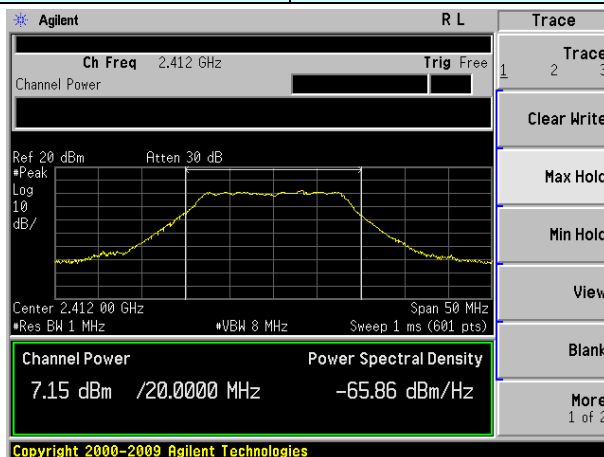 Agilent R L Trace
Ch Freq 2.412 GHz Trig Free
Channel Power
Trace
1 2 3
Clear Write
Max Hold
Min Hold
View
Blank
More
1 of 2
Ref 20 dBm Atten 30 dB
#Peak
Log
10
dB/
Center 2.412 00 GHz Span 50 MHz
#Res BW 1 MHz #VBW 8 MHz Sweep 1 ms (601 pts)
Channel Power Power Spectral Density
7.15 dBm /20.0000 MHz -65.86 dBm/Hz
Copyright 2000-2009 Agilent Technologies